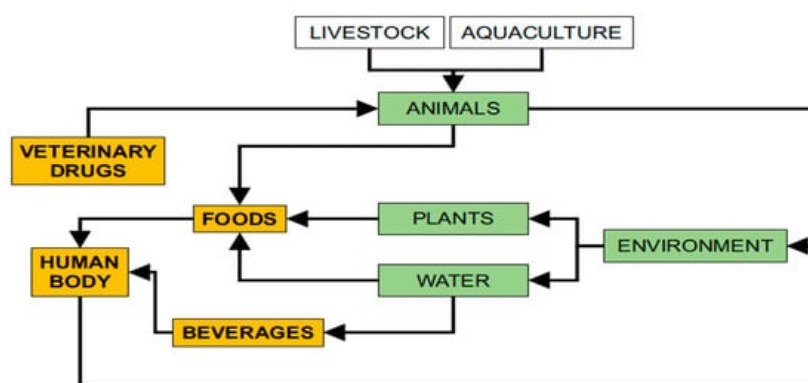 LIVESTOCK
AQUACULTURE
ANIMALS
VETERINARY
DRUGS
FOODS
PLANTS
ENVIRONMENT
HUMAN
BODY
WATER
BEVERAGES